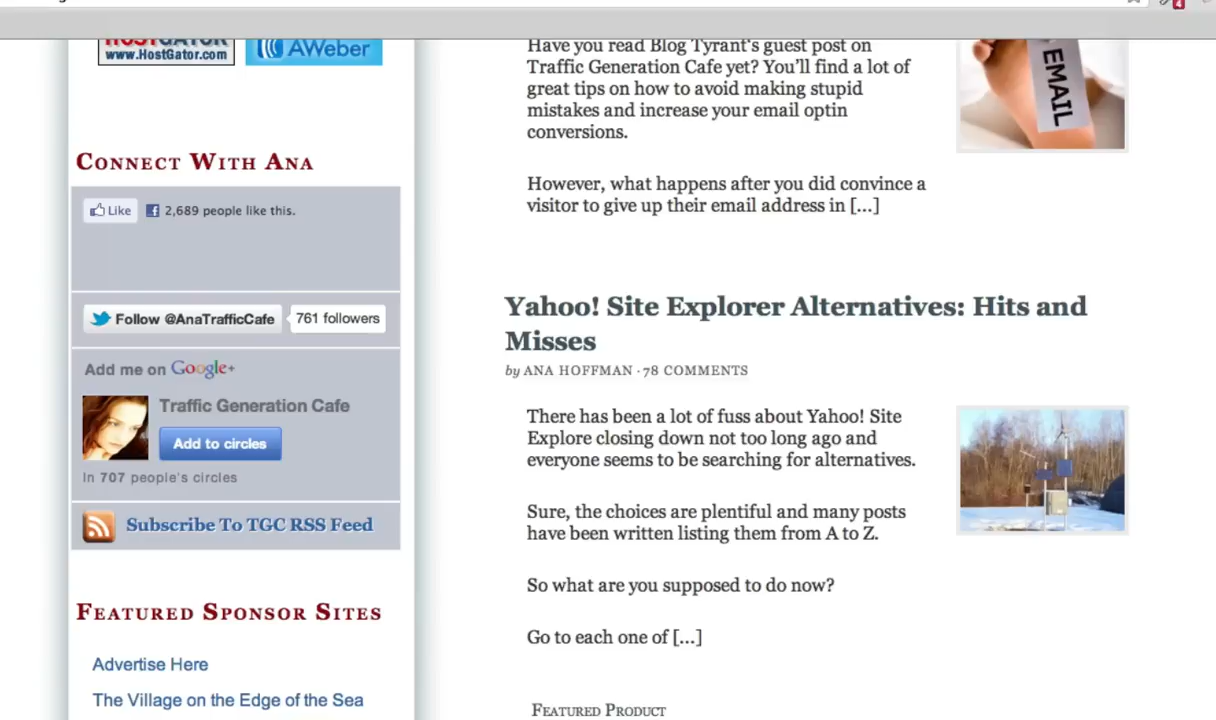 HOSTGATOR
www.HostGator.com
AWeber
CONNECT WITH ANA
Like
2,689 people like this.
Follow @AnaTrafficCafe
761 followers
Add me on Google+
Traffic Generation Cafe
Add to circles
In 707 people's circles
Subscribe To TGC RSS Feed
FEATURED SPONSOR SITES
Advertise Here
The Village on the Edge of the Sea
4
Have you read Blog Tyrant's guest post on
Traffic Generation Cafe yet? You'll find a lot of
great tips on how to avoid making stupid
mistakes and increase your email optin
conversions.
However, what happens after you did convince a
visitor to give up their email address in [...]
EMAIL
Yahoo! Site Explorer Alternatives: Hits and
Misses
by ANA HOFFMAN · 78 COMMENTS
There has been a lot of fuss about Yahoo! Site
Explore closing down not too long ago and
everyone seems to be searching for alternatives.
Sure, the choices are plentiful and many posts
have been written listing them from A to Z.
So what are you supposed to do now?
Go to each one of [...]
FEATURED PRODUCT